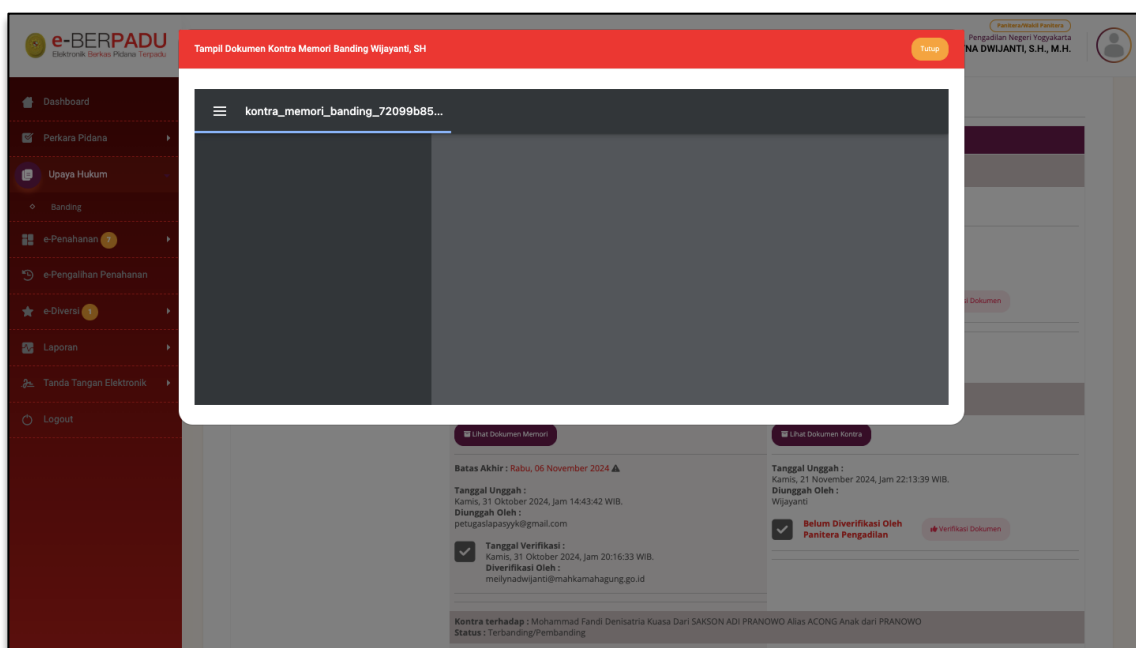 e-BERPADU
Elektronik Berkas Pidana Terpadu
Panitera/Wakil Panitera
Pengadilan Negeri Yogyakarta
NA DWIJANTI, S.H., M.H.
Tampil Dokumen Kontra Memori Banding Wijayanti, SH
Tutup
kontra_memori_banding_72099b85...
Dashboard
Perkara Pidana
Upaya Hukum
Banding
e-Penahanan 7
e-Pengalihan Penahanan
e-Diversi 1
Laporan
Tanda Tangan Elektronik
Logout
si Dokumen
Lihat Dokumen Memori
Batas Akhir : Rabu, 06 November 2024
Tanggal Unggah :
Kamis, 31 Oktober 2024, Jam 14:43:42 WIB.
Diunggah Oleh :
petugaslapasyyk@gmail.com
Tanggal Verifikasi :
Kamis, 31 Oktober 2024, Jam 20:16:33 WIB.
Diverifikasi Oleh :
meilynadwijanti@mahkamahagung.go.id
Lihat Dokumen Kontra
Tanggal Unggah :
Kamis, 21 November 2024, Jam 22:13:39 WIB.
Diunggah Oleh :
Wijayanti
Belum Diverifikasi Oleh
Panitera Pengadilan
Verifikasi Dokumen
Kontra terhadap : Mohammad Fandi Denisatria Kuasa Dari SAKSON ADI PRANOWO Alias ACONG Anak dari PRANOWO
Status : Terbanding/Pembanding